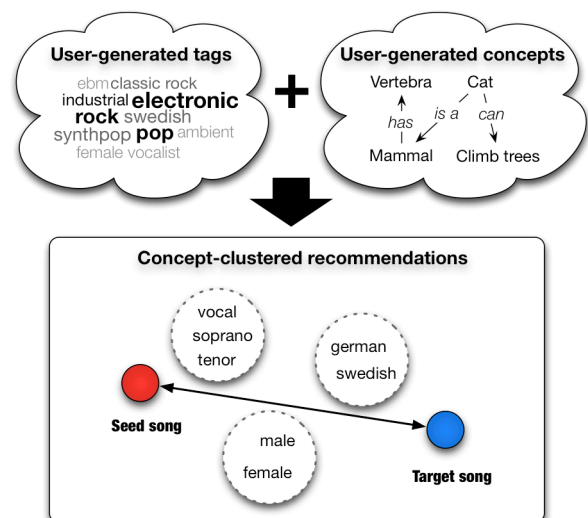 User-generated tags
ebm classic rock
industrial electronic
rock swedish
synthpop pop ambient
female vocalist
+
User-generated concepts
Vertebra Cat
has is a can
Mammal Climb trees
Concept-clustered recommendations
vocal
soprano
tenor
german
swedish
Seed song
male
female
Target song